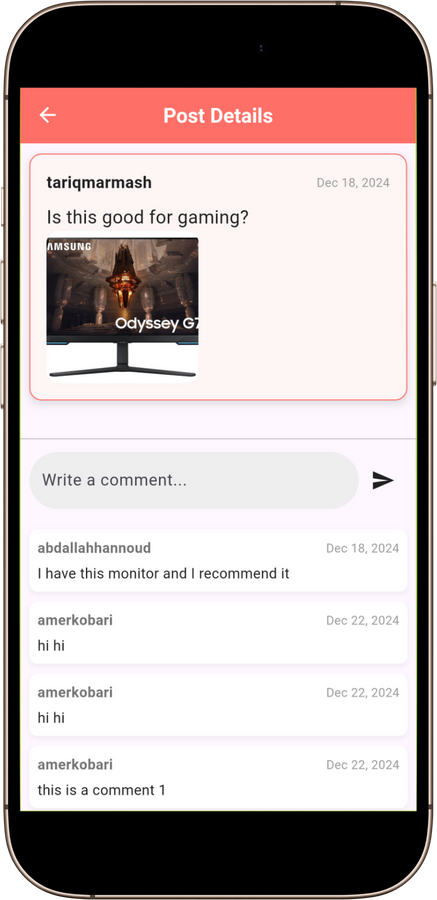 Post Details
tariqmarmash
Dec 18, 2024
Is this good for gaming?
AMSUNG
Odyssey G7
Write a comment...
abdallahhannoud
Dec 18, 2024
I have this monitor and I recommend it
amerkobari
Dec 22, 2024
hi hi
amerkobari
Dec 22, 2024
hi hi
amerkobari
Dec 22, 2024
this is a comment 1